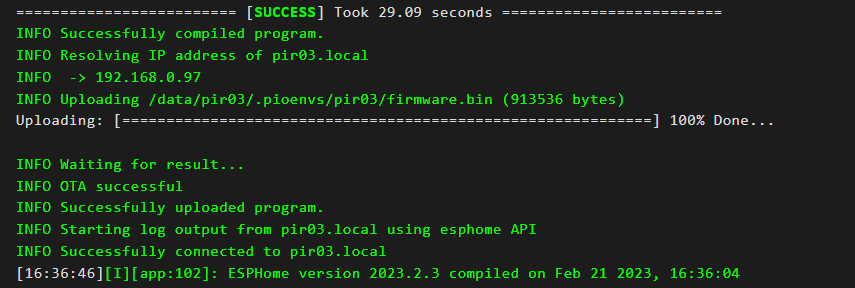 ========================= [SUCCESS] Took 29.09 seconds =========================
INFO Successfully compiled program.
INFO Resolving IP address of pir03.local
INFO  -> 192.168.0.97
INFO Uploading /data/pir03/.pioenvs/pir03/firmware.bin (913536 bytes)
Uploading: [============================================================] 100% Done...
INFO Waiting for result...
INFO OTA successful
INFO Successfully uploaded program.
INFO Starting log output from pir03.local using esphome API
INFO Successfully connected to pir03.local
[16:36:46][I][app:102]: ESPHome version 2023.2.3 compiled on Feb 21 2023, 16:36:04